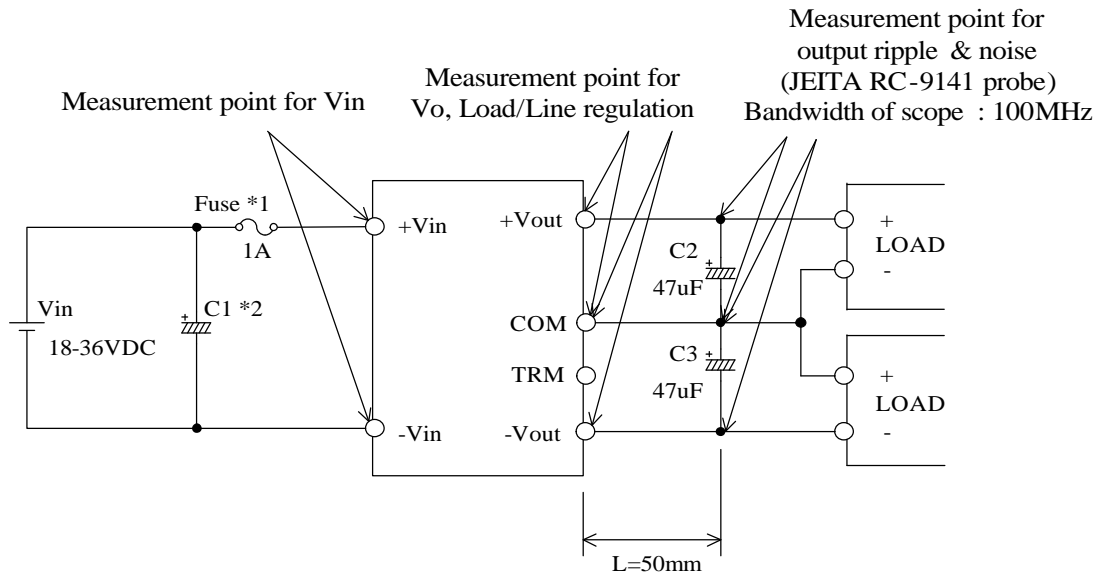 Measurement point for
output ripple & noise
(JEITA RC-9141 probe)
Bandwidth of scope : 100MHz
Measurement point for
Vo, Load/Line regulation
Measurement point for Vin
Fuse *1
1A
+Vin
+Vout
C2
47uF
+
LOAD
-
Vin
18-36VDC
+
C1 *2
COM
TRM
C3
47uF
+
LOAD
-
-Vin
-Vout
+
+
L=50mm